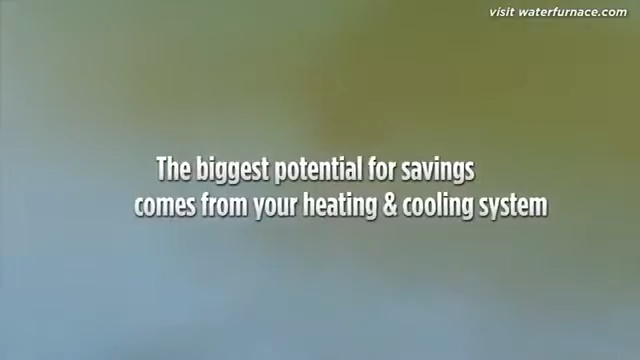 visit waterfurnace.com
The biggest potential for savings
comes from your heating & cooling system